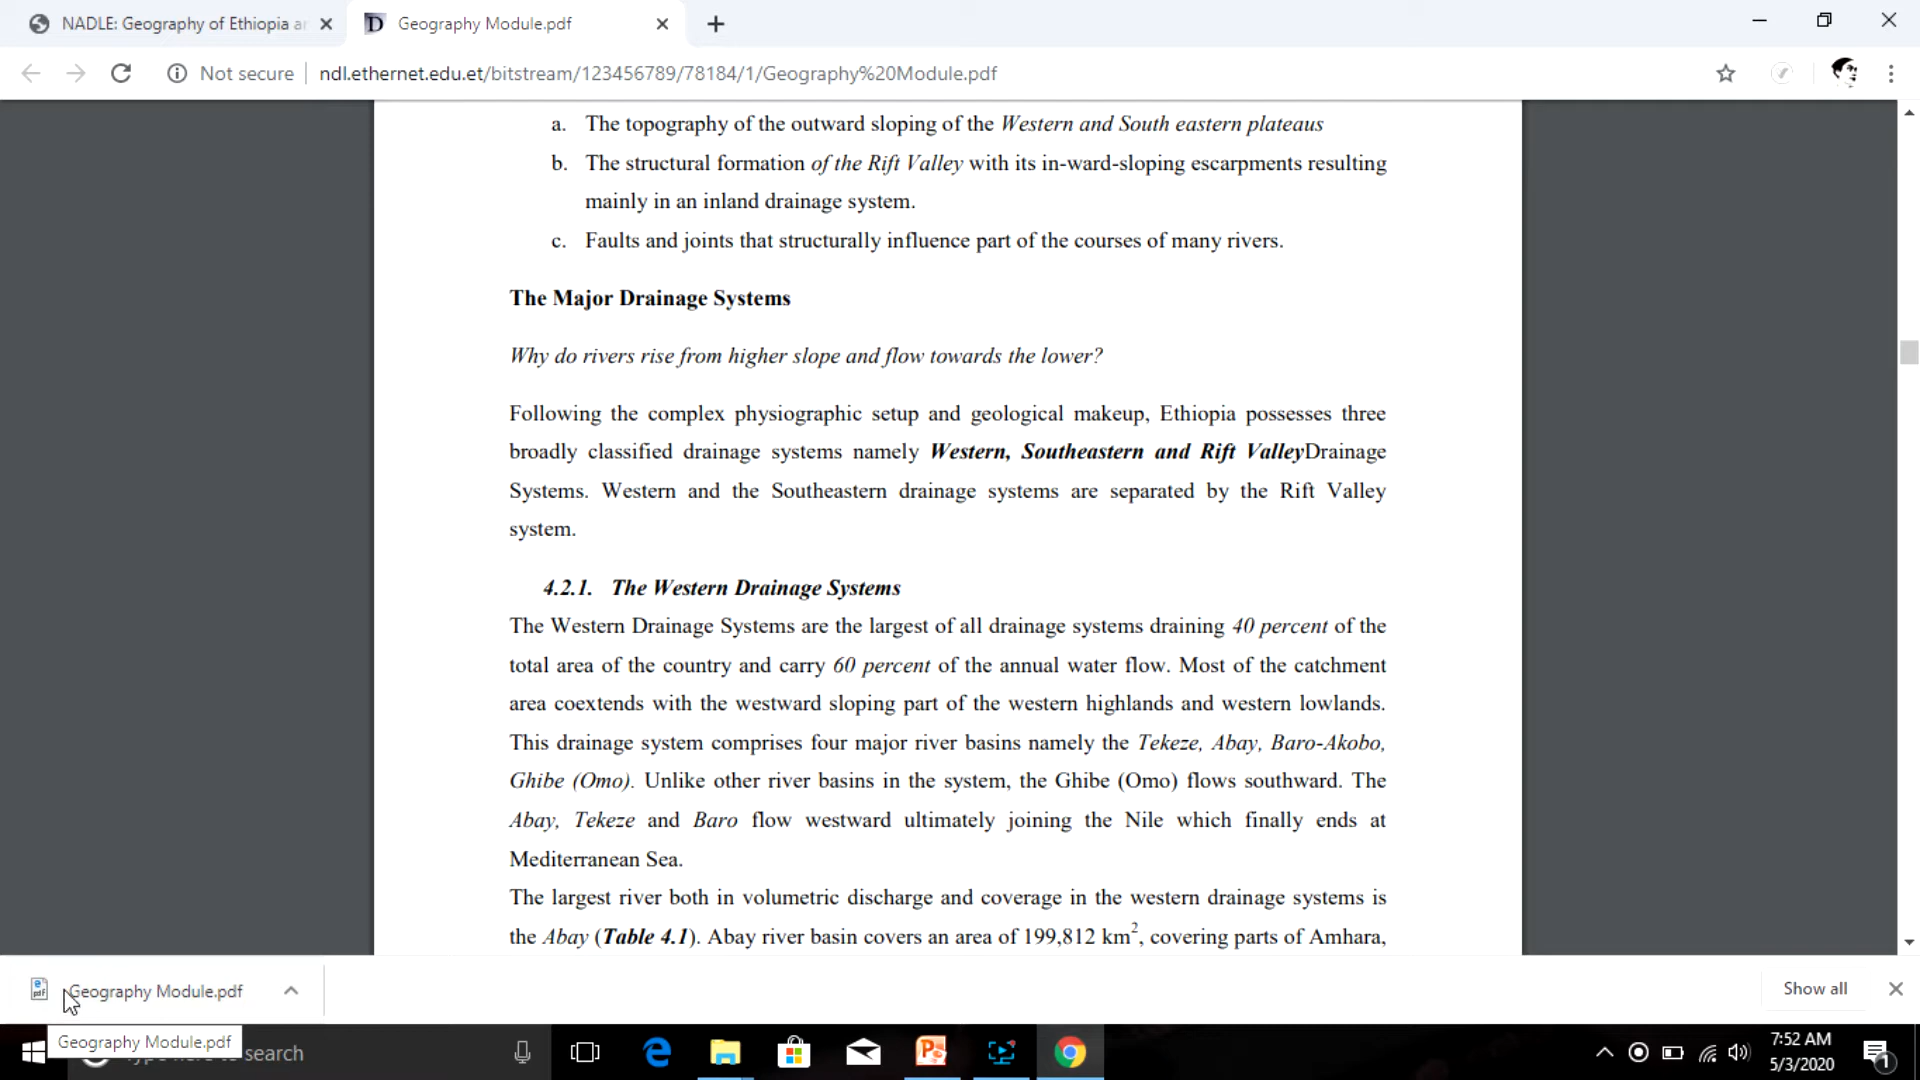 NADLE: Geography of Ethiopia ar
Geography Module.pdf
Not secure
ndl.ethernet.edu.et/bitstream/123456789/78184/1/Geography%20Module.pdf
a. The topography of the outward sloping of the Western and South eastern plateaus
b. The structural formation of the Rift Valley with its in-ward-sloping escarpments resulting
mainly in an inland drainage system.
c. Faults and joints that structurally influence part of the courses of many rivers.
The Major Drainage Systems
Why do rivers rise from higher slope and flow towards the lower?
Following the complex physiographic setup and geological makeup, Ethiopia possesses three
broadly classified drainage systems namely Western, Southeastern and Rift ValleyDrainage
Systems. Western and the Southeastern drainage systems are separated by the Rift Valley
system.
4.2.1. The Western Drainage Systems
The Western Drainage Systems are the largest of all drainage systems draining 40 percent of the
total area of the country and carry 60 percent of the annual water flow. Most of the catchment
area coextends with the westward sloping part of the western highlands and western lowlands.
This drainage system comprises four major river basins namely the Tekeze, Abay, Baro-Akobo,
Ghibe (Omo). Unlike other river basins in the system, the Ghibe (Omo) flows southward. The
Abay, Tekeze and Baro flow westward ultimately joining the Nile which finally ends at
Mediterranean Sea.
The largest river both in volumetric discharge and coverage in the western drainage systems is
the Abay (Table 4.1). Abay river basin covers an area of 199,812 km², covering parts of Amhara,
Geography Module.pdf
Show all
Geography Module.pdf
search
7:52 AM
5/3/2020
1